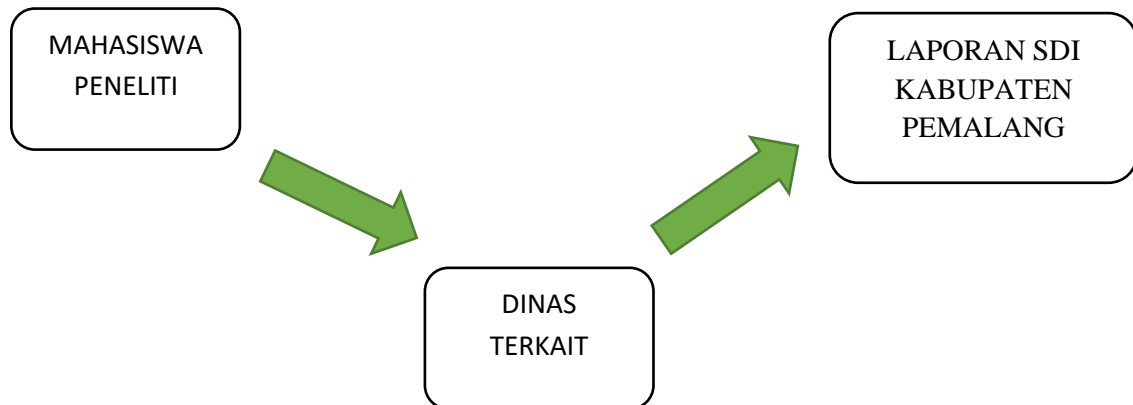 MAHASISWA
PENELITI
LAPORAN SDI
KABUPATEN
PEMALANG
DINAS
TERKAIT